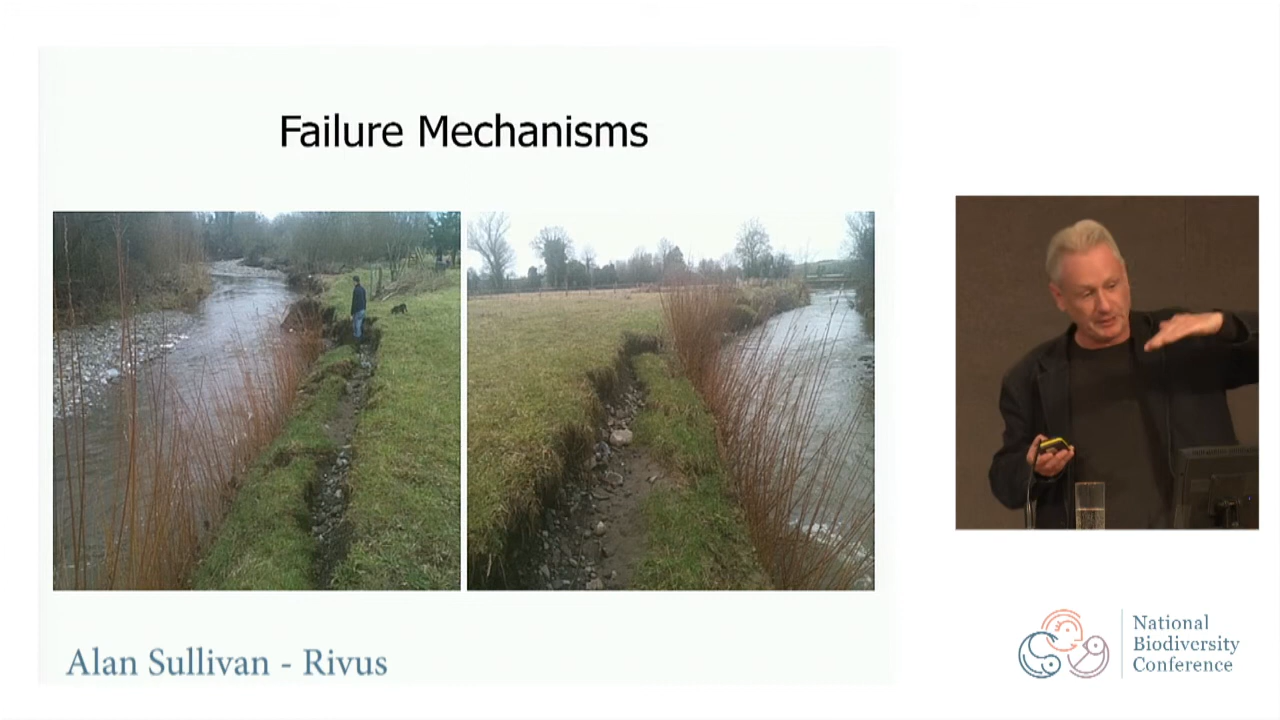 Failure Mechanisms
Alan Sullivan - Rivus
National
Biodiversity
Conference